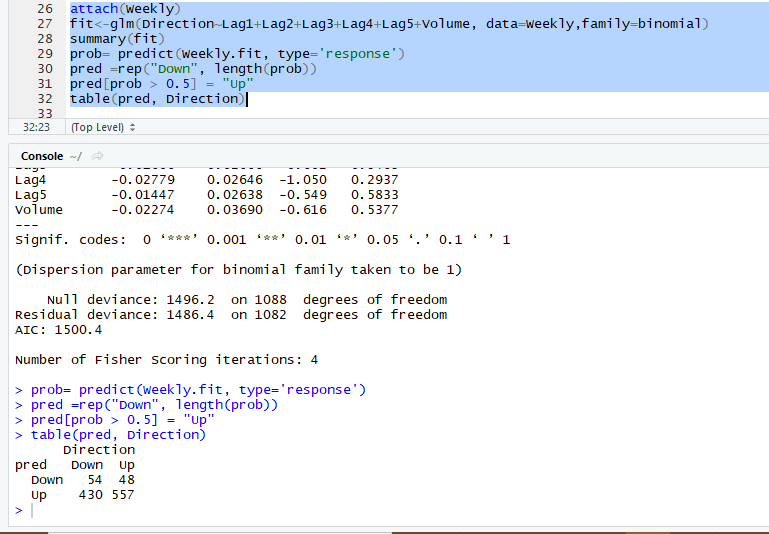 26 attach(Weekly)
27 fit<-glm(Direction~Lag1+Lag2+Lag3+Lag4+Lag5+Volume, data=Weekly,family=binomial)
28 summary(fit)
29 prob= predict(Weekly.fit, type='response')
30 pred =rep("Down", length(prob))
31 pred[prob > 0.5] = "Up"
32 table(pred, Direction)
33
32:23 (Top Level)
Console ~/
Lag4 -0.02779 0.02646 -1.050 0.2937
Lag5 -0.01447 0.02638 -0.549 0.5833
Volume -0.02274 0.03690 -0.616 0.5377
---
Signif. codes: 0 ‘***’ 0.001 ‘**’ 0.01 ‘*’ 0.05 ‘.’ 0.1 ‘ ’ 1
(Dispersion parameter for binomial family taken to be 1)
Null deviance: 1496.2 on 1088 degrees of freedom
Residual deviance: 1486.4 on 1082 degrees of freedom
AIC: 1500.4
Number of Fisher Scoring iterations: 4
> prob= predict(Weekly.fit, type='response')
> pred =rep("Down", length(prob))
> pred[prob > 0.5] = "Up"
> table(pred, Direction)
Direction
pred Down Up
Down 54 48
Up 430 557
>